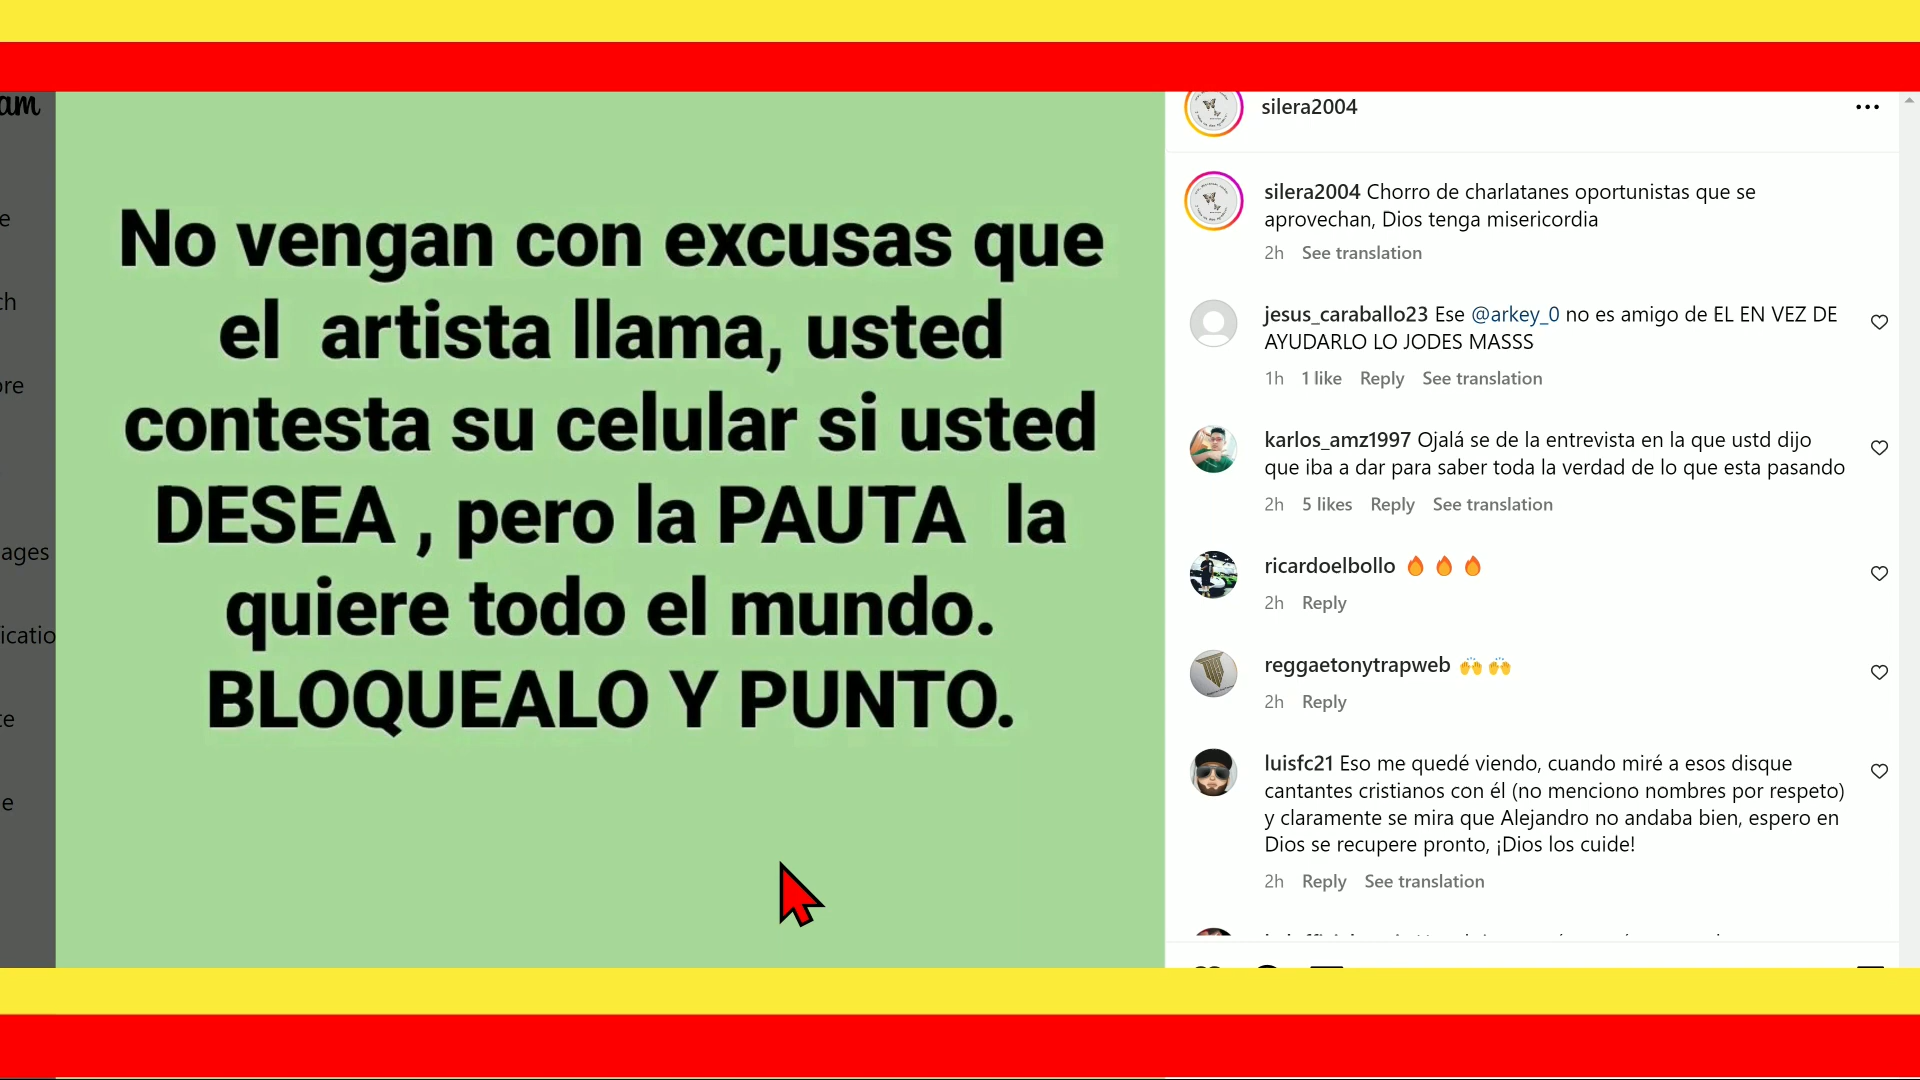 am
e
ch
ore
ages
icatio
te
e
No vengan con excusas que
el artista llama, usted
contesta su celular si usted
DESEA , pero la PAUTA la
quiere todo el mundo.
BLOQUEALO Y PUNTO.
silera2004
silera2004 Chorro de charlatanes oportunistas que se
aprovechan, Dios tenga misericordia
2h See translation
jesus_caraballo23 Ese @arkey_0 no es amigo de EL EN VEZ DE
AYUDARLO LO JODES MASSS
1h 1 like Reply See translation
karlos_amz1997 Ojalá se de la entrevista en la que ustd dijo
que iba a dar para saber toda la verdad de lo que esta pasando
2h 5 likes Reply See translation
ricardoelbollo 🔥 🔥 🔥
2h Reply
reggaetonytrapweb 🙌 🙌
2h Reply
luisfc21 Eso me quedé viendo, cuando miré a esos disque
cantantes cristianos con él (no menciono nombres por respeto)
y claramente se mira que Alejandro no andaba bien, espero en
Dios se recupere pronto, ¡Dios los cuide!
2h Reply See translation